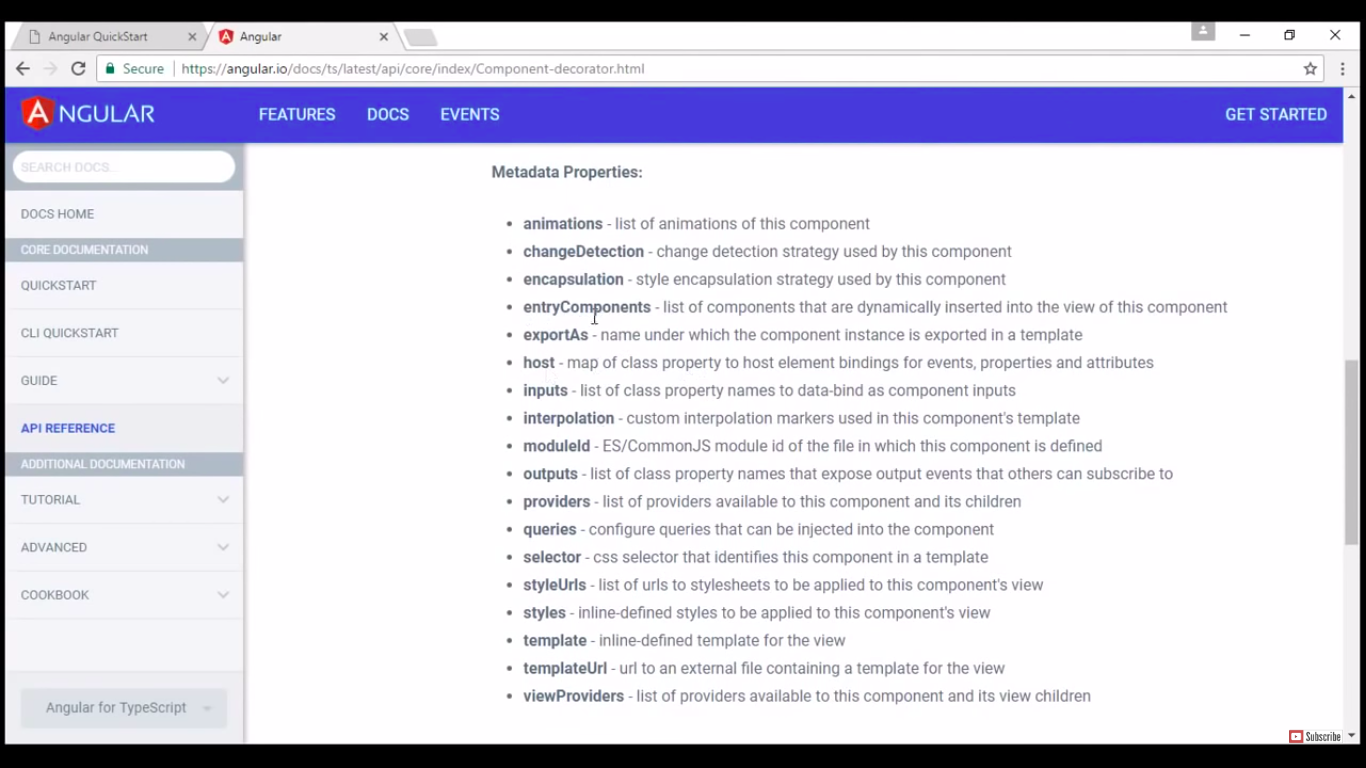 Angular QuickStart
Angular
Secure
https://angular.io/docs/ts/latest/api/core/index/Component-decorator.html
ANGULAR
FEATURES
DOCS
EVENTS
GET STARTED
SEARCH DOCS...
DOCS HOME
CORE DOCUMENTATION
QUICKSTART
CLI QUICKSTART
GUIDE
API REFERENCE
ADDITIONAL DOCUMENTATION
TUTORIAL
ADVANCED
COOKBOOK
Angular for TypeScript
Metadata Properties:
• animations - list of animations of this component
• changeDetection - change detection strategy used by this component
• encapsulation - style encapsulation strategy used by this component
• entryComponents - list of components that are dynamically inserted into the view of this component
• exportAs - name under which the component instance is exported in a template
• host - map of class property to host element bindings for events, properties and attributes
• inputs - list of class property names to data-bind as component inputs
• interpolation - custom interpolation markers used in this component's template
• moduleId - ES/CommonJS module id of the file in which this component is defined
• outputs - list of class property names that expose output events that others can subscribe to
• providers - list of providers available to this component and its children
• queries - configure queries that can be injected into the component
• selector - css selector that identifies this component in a template
• styleUrls - list of urls to stylesheets to be applied to this component's view
• styles - inline-defined styles to be applied to this component's view
• template - inline-defined template for the view
• templateUrl - url to an external file containing a template for the view
• viewProviders - list of providers available to this component and its view children
Subscribe